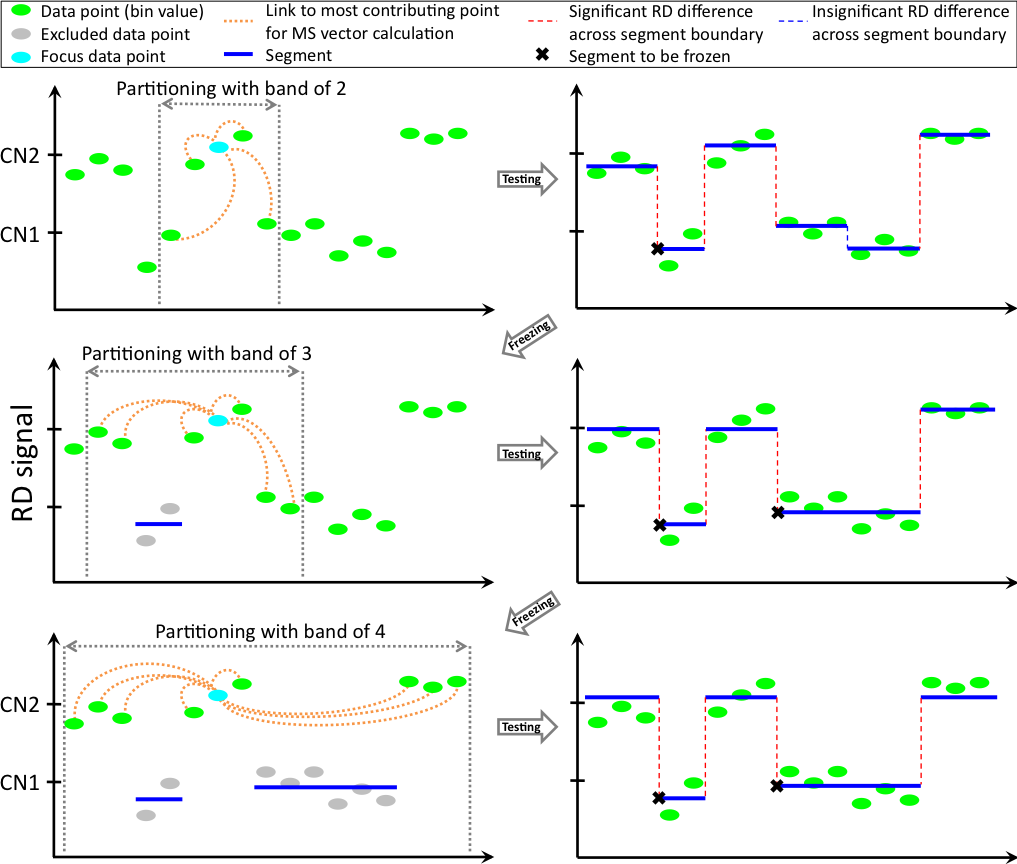 Data point (bin value)
Excluded data point
Focus data point
Link to most contributing point
for MS vector calculation
Segment
Significant RD difference
across segment boundary
Segment to be frozen
Insignificant RD difference
across segment boundary
Partitioning with band of 2
CN2
CN1
Testing
Freezing
Partitioning with band of 3
RD signal
Testing
Freezing
Partitioning with band of 4
CN2
CN1
Testing